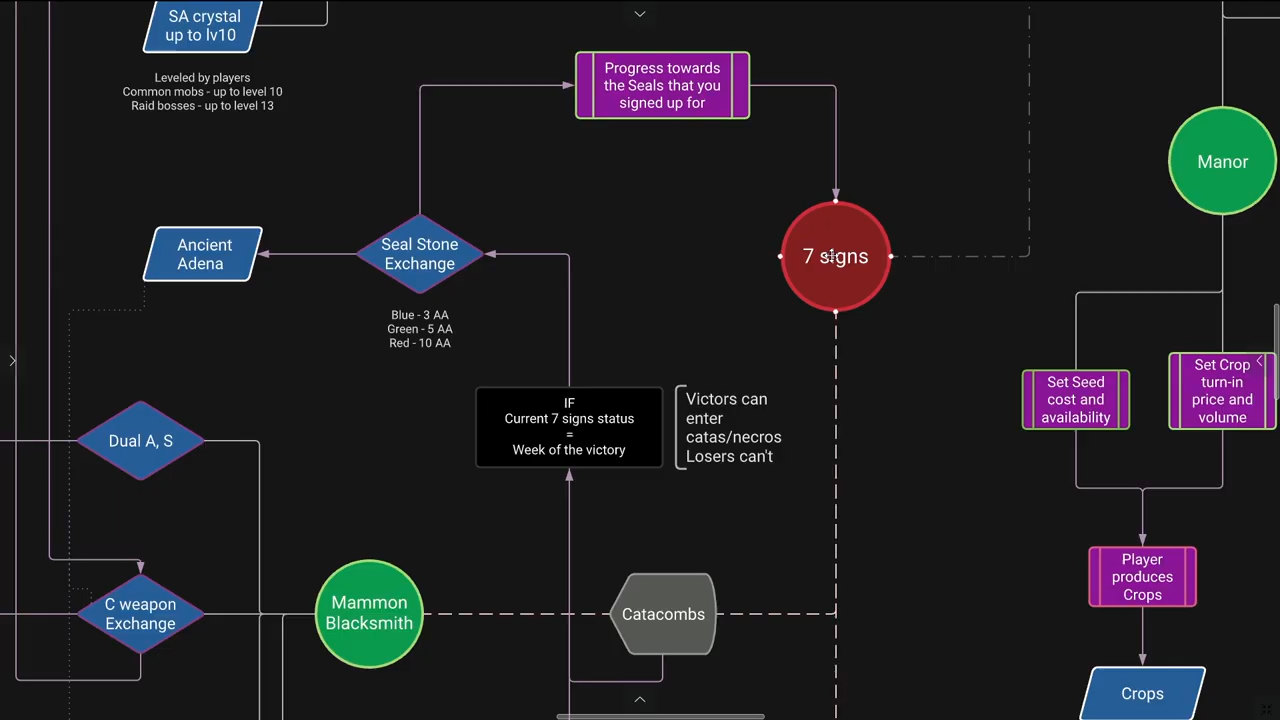 SA crystal
up to lv10
Leveled by players
Common mobs - up to level 10
Raid bosses - up to level 13
Progress towards
the Seals that you
signed up for
Manor
Ancient
Adena
Seal Stone
Exchange
7 signs
Blue - 3 AA
Green - 5 AA
Red - 10 AA
IF
Current 7 signs status
=
Week of the victory
Victors can
enter
catas/necros
Losers can't
Set Seed
cost and
availability
Set Crop
turn-in
price and
volume
Dual A, S
C weapon
Exchange
Mammon
Blacksmith
Catacombs
Player
produces
Crops
Crops